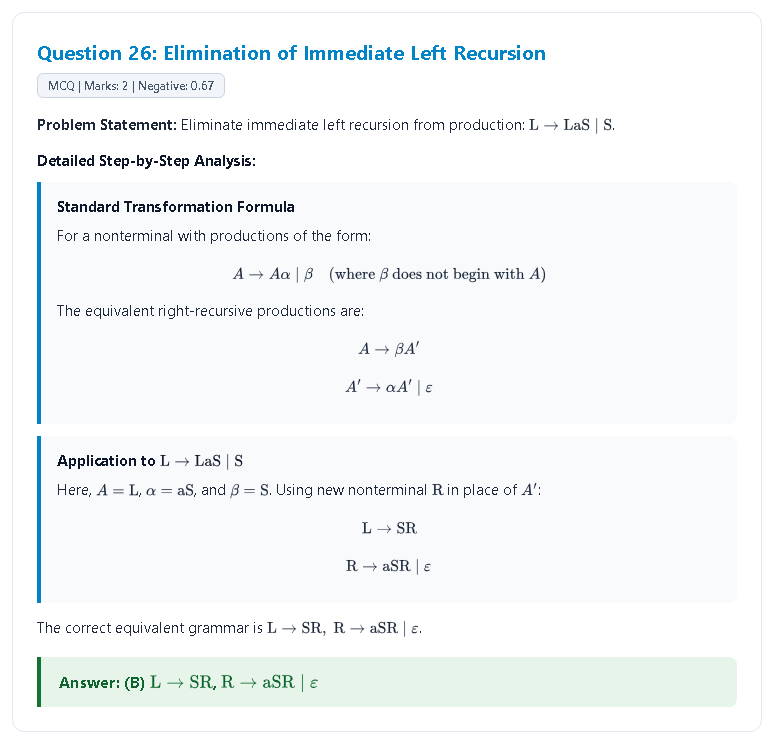 Question 26: Elimination of Immediate Left Recursion
MCQ | Marks: 2 | Negative: 0.67
Problem Statement: Eliminate immediate left recursion from production: L → LaS | S.
Detailed Step-by-Step Analysis:
Standard Transformation Formula
For a nonterminal with productions of the form:
A → Aα | β (where β does not begin with A)
The equivalent right-recursive productions are:
A → βA′
A′ → αA′ | ε
Application to L → LaS | S
Here, A = L, α = aS, and β = S. Using new nonterminal R in place of A′:
L → SR
R → aSR | ε
The correct equivalent grammar is L → SR, R → aSR | ε.
Answer: (B) L → SR, R → aSR | ε